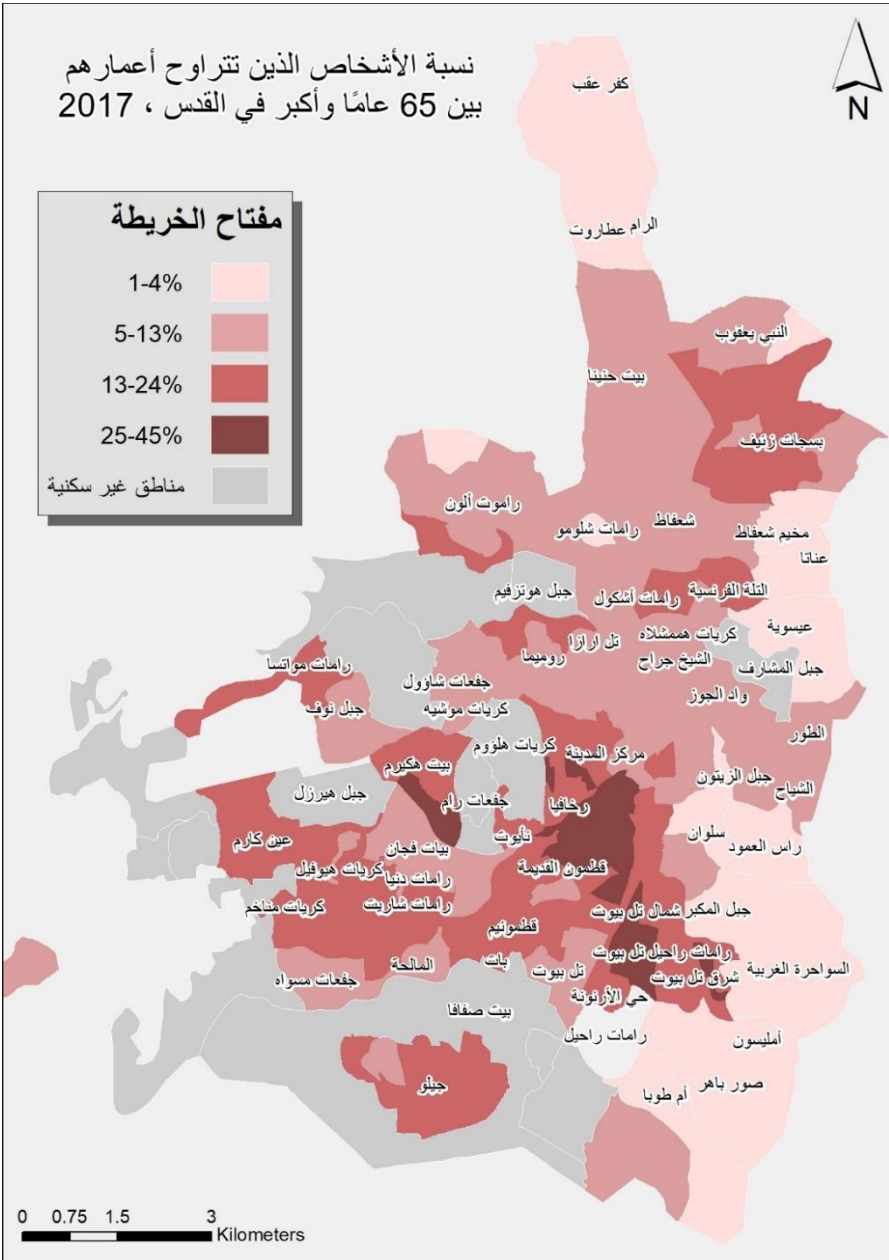 نسبة الأشخاص الذين تتراوح أعمارهم
بين 65 عامًا وأكبر في القدس ، 2017
N
مفتاح الخريطة
1-4%
5-13%
13-24%
25-45%
مناطق غير سكنية
كفر عقب
عطاروت الرام
النبي يعقوب
بيت حنينا
بسجات زئيف
راموت ألون
شعفاط
رامات شلومو
مخيم شعفاط
عناتا
جبل هوتزفيم
التلة الفرنسية
رامات أشكول
عيسوية
كريات هممشلاه
تل ارازا
روميما
الشيخ جراح
جبل المشارف
رامات مواتسا
جفعات شاؤول
واد الجوز
جبل نوف
كريات موشيه
الطور
كريات هلؤوم
مركز المدينة
بيت هكيرم
جبل الزيتون
الشياح
جبل هيرزل
جفعات رام
رخافيا
سلوان
عين كارم
نأيوت
راس العمود
بيات فجان
كريات هيوفيل
قطمون القديمة
رامات دنيا
كريات مناخم
رامات شاريت
شمال تل بيوت
جبل المكبر
قطمونيم
رامات راحيل تل بيوت
بات
المالحة
تل بيوت
السواحرة الغربية
شرق تل بيوت
جفعات مسواه
حي الأرنونة
بيت صفافا
رامات راحيل
أمليسون
جيلو
صور باهر
أم طوبا
0 0.75 1.5 3
Kilometers